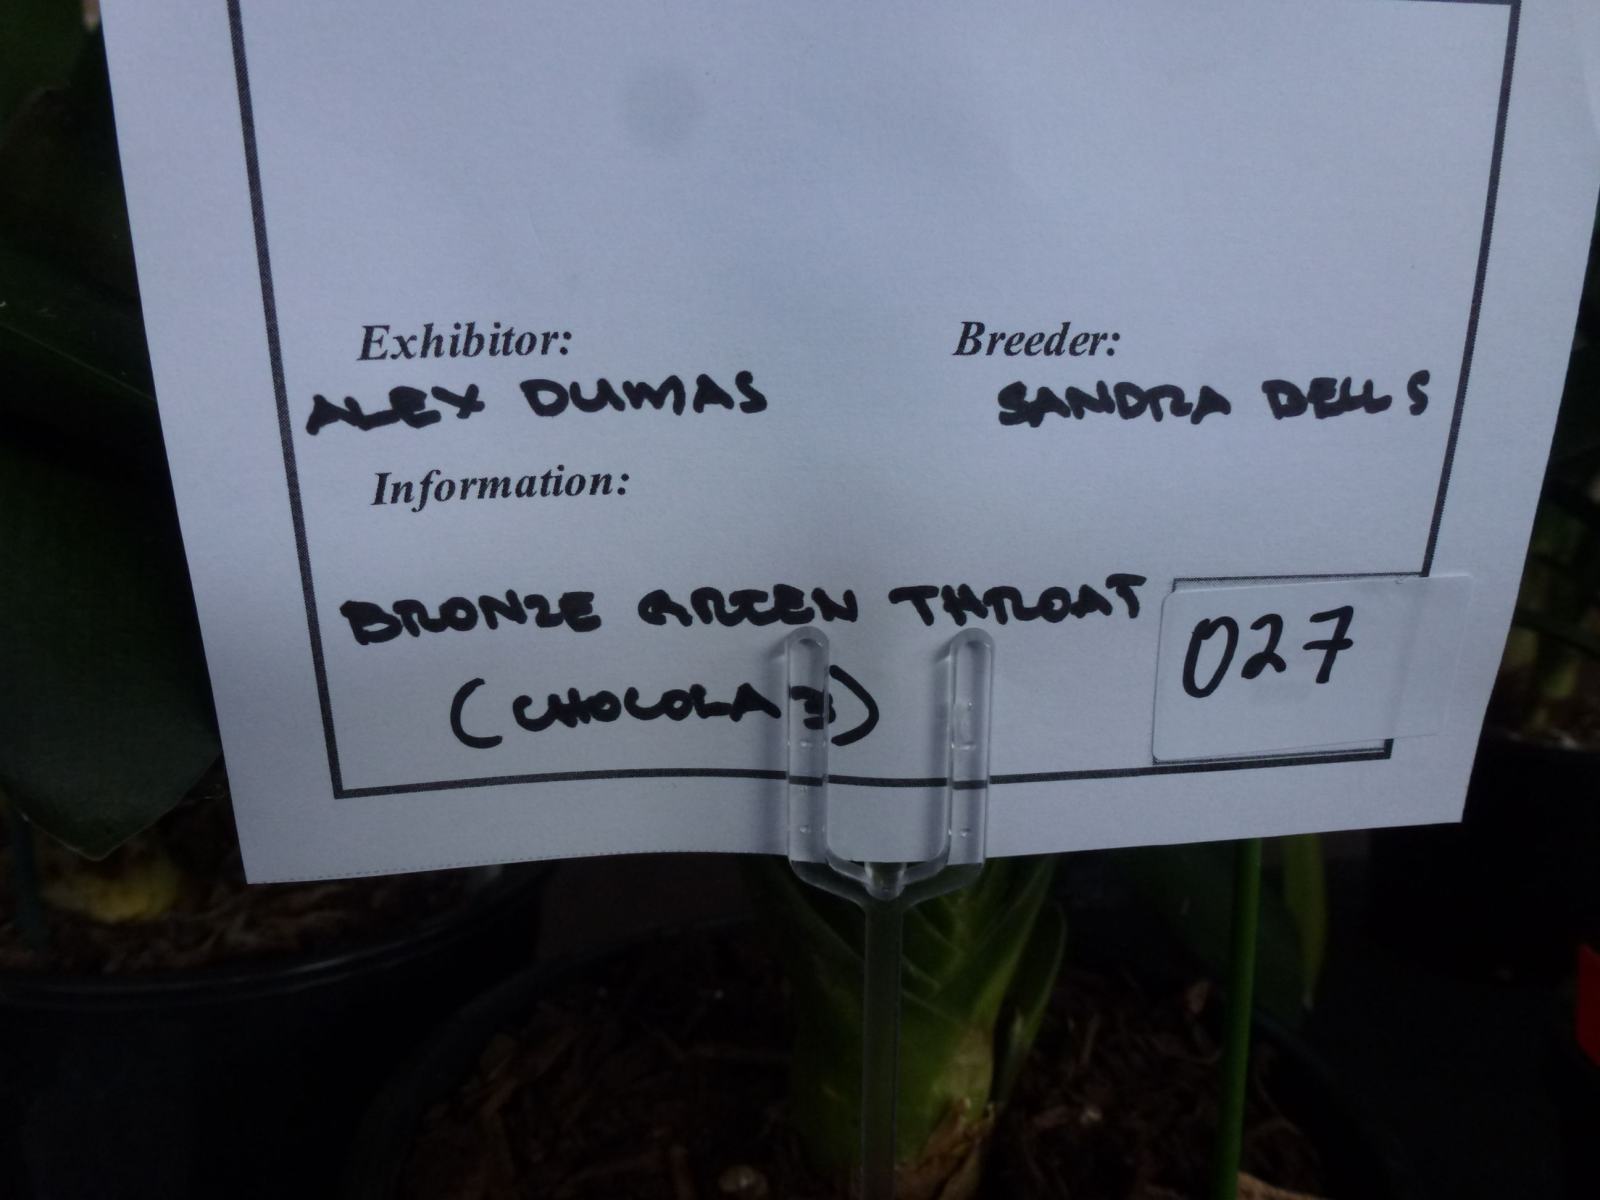 Exhibitor: Breeder:
ALEX DUMAS SANDRA DELLS
Information:
BRONZE GREEN THROAT
027